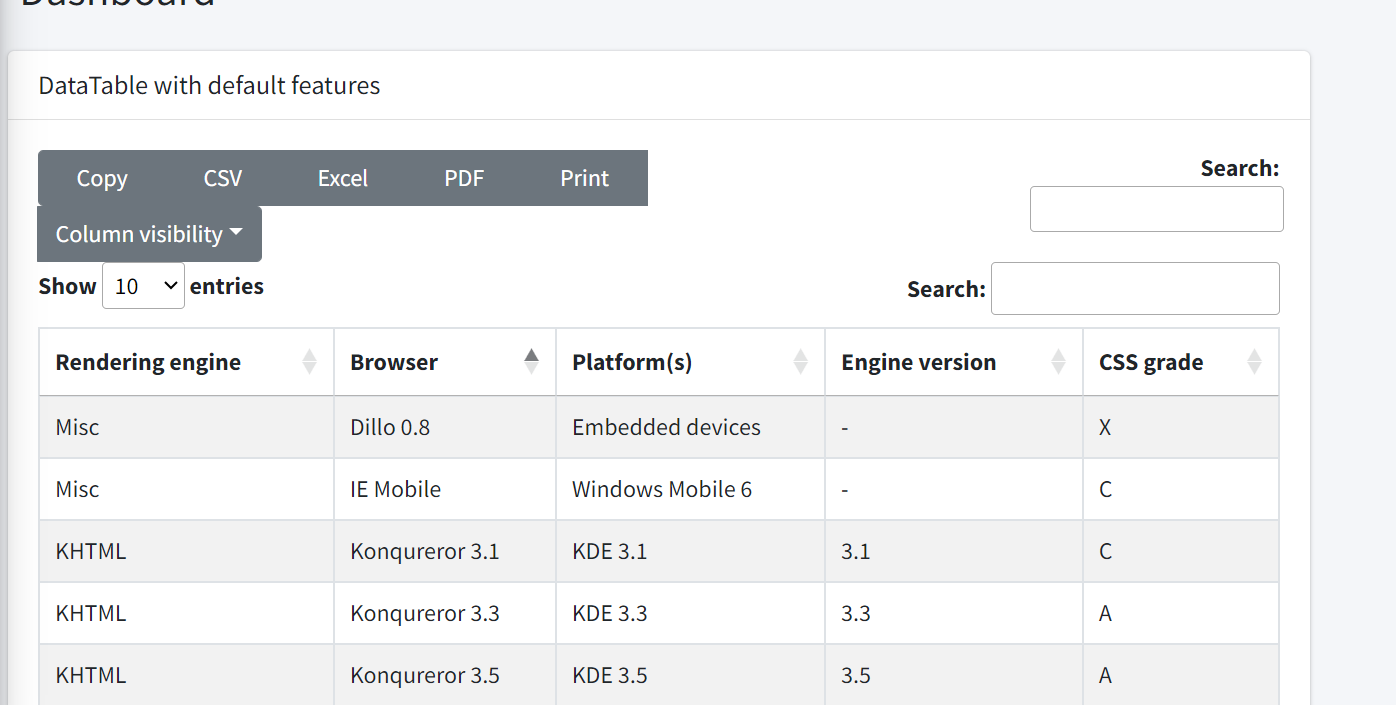 Dashboard
DataTable with default features
Copy CSV Excel PDF Print
Search:
Column visibility
Show 10 entries
Search:
Rendering engine Browser Platform(s) Engine version CSS grade
Misc Dillo 0.8 Embedded devices - X
Misc IE Mobile Windows Mobile 6 - C
KHTML Konqureror 3.1 KDE 3.1 3.1 C
KHTML Konqureror 3.3 KDE 3.3 3.3 A
KHTML Konqureror 3.5 KDE 3.5 3.5 A